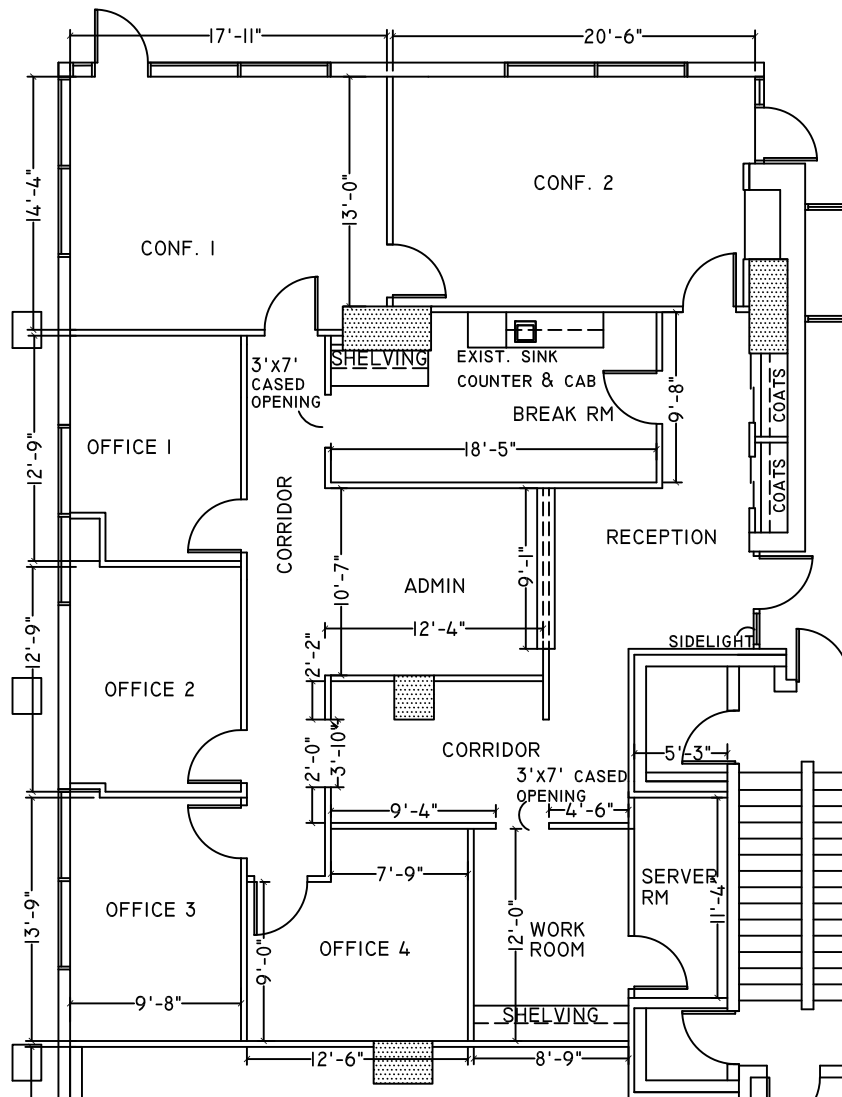 17'-11"
20'-6"
14'-4"
13'-0"
CONF. 2
CONF. 1
3'X7'
CASED
OPENING
SHELVING
EXIST. SINK
COUNTER & CAB
BREAK RM
9'-8"
COATS
COATS
12'-9"
OFFICE 1
18'-5"
CORRIDOR
RECEPTION
10'-7"
ADMIN
9'-1"
12'-4"
SIDELIGHT
12'-9"
OFFICE 2
2'-2"
2'-0"
3'-10"
CORRIDOR
5'-3"
3'X7' CASED
OPENING
9'-4"
4'-6"
7'-9"
SERVER
RM
11'-4"
13'-9"
OFFICE 3
9'-0"
OFFICE 4
12'-0"
WORK
ROOM
9'-8"
SHELVING
12'-6"
8'-9"